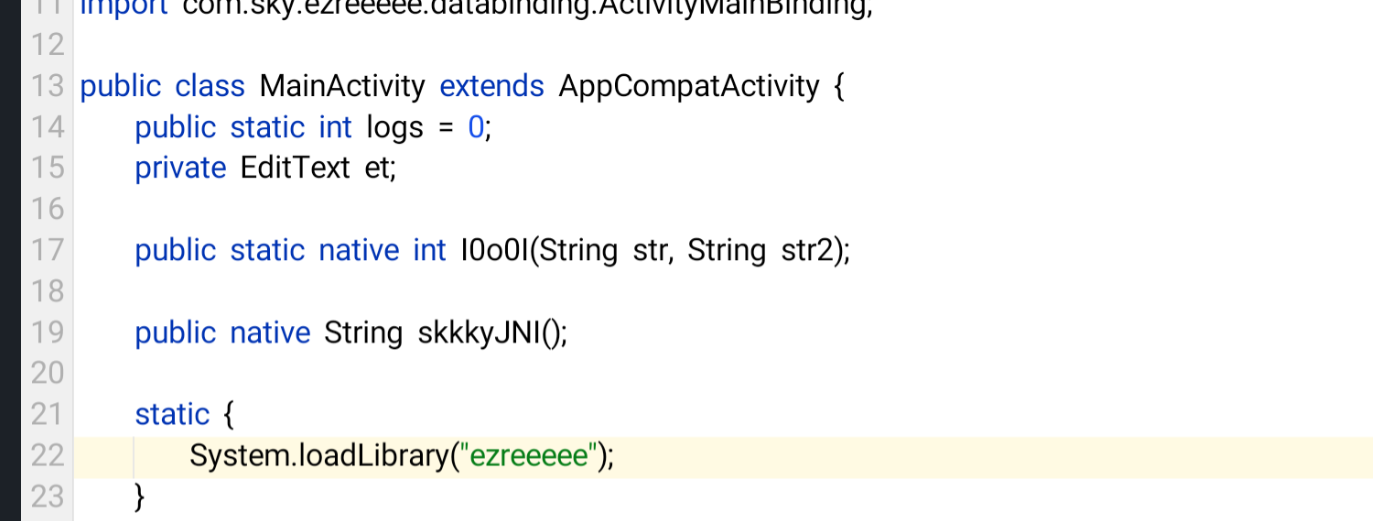 11 import com.sky.ezreeeee.databinding.ActivityMainBinding;
12
13 public class MainActivity extends AppCompatActivity {
14 public static int logs = 0;
15 private EditText et;
16
17 public static native int I0o0I(String str, String str2);
18
19 public native String skkkyJNI();
20
21 static {
22 System.loadLibrary("ezreeeee");
23 }